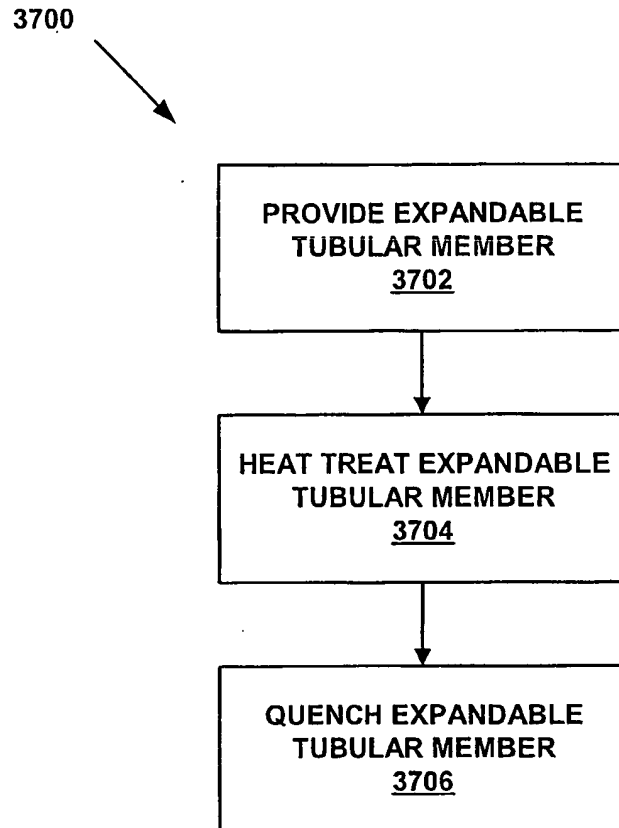 3700
PROVIDE EXPANDABLE
TUBULAR MEMBER
3702
HEAT TREAT EXPANDABLE
TUBULAR MEMBER
3704
QUENCH EXPANDABLE
TUBULAR MEMBER
3706